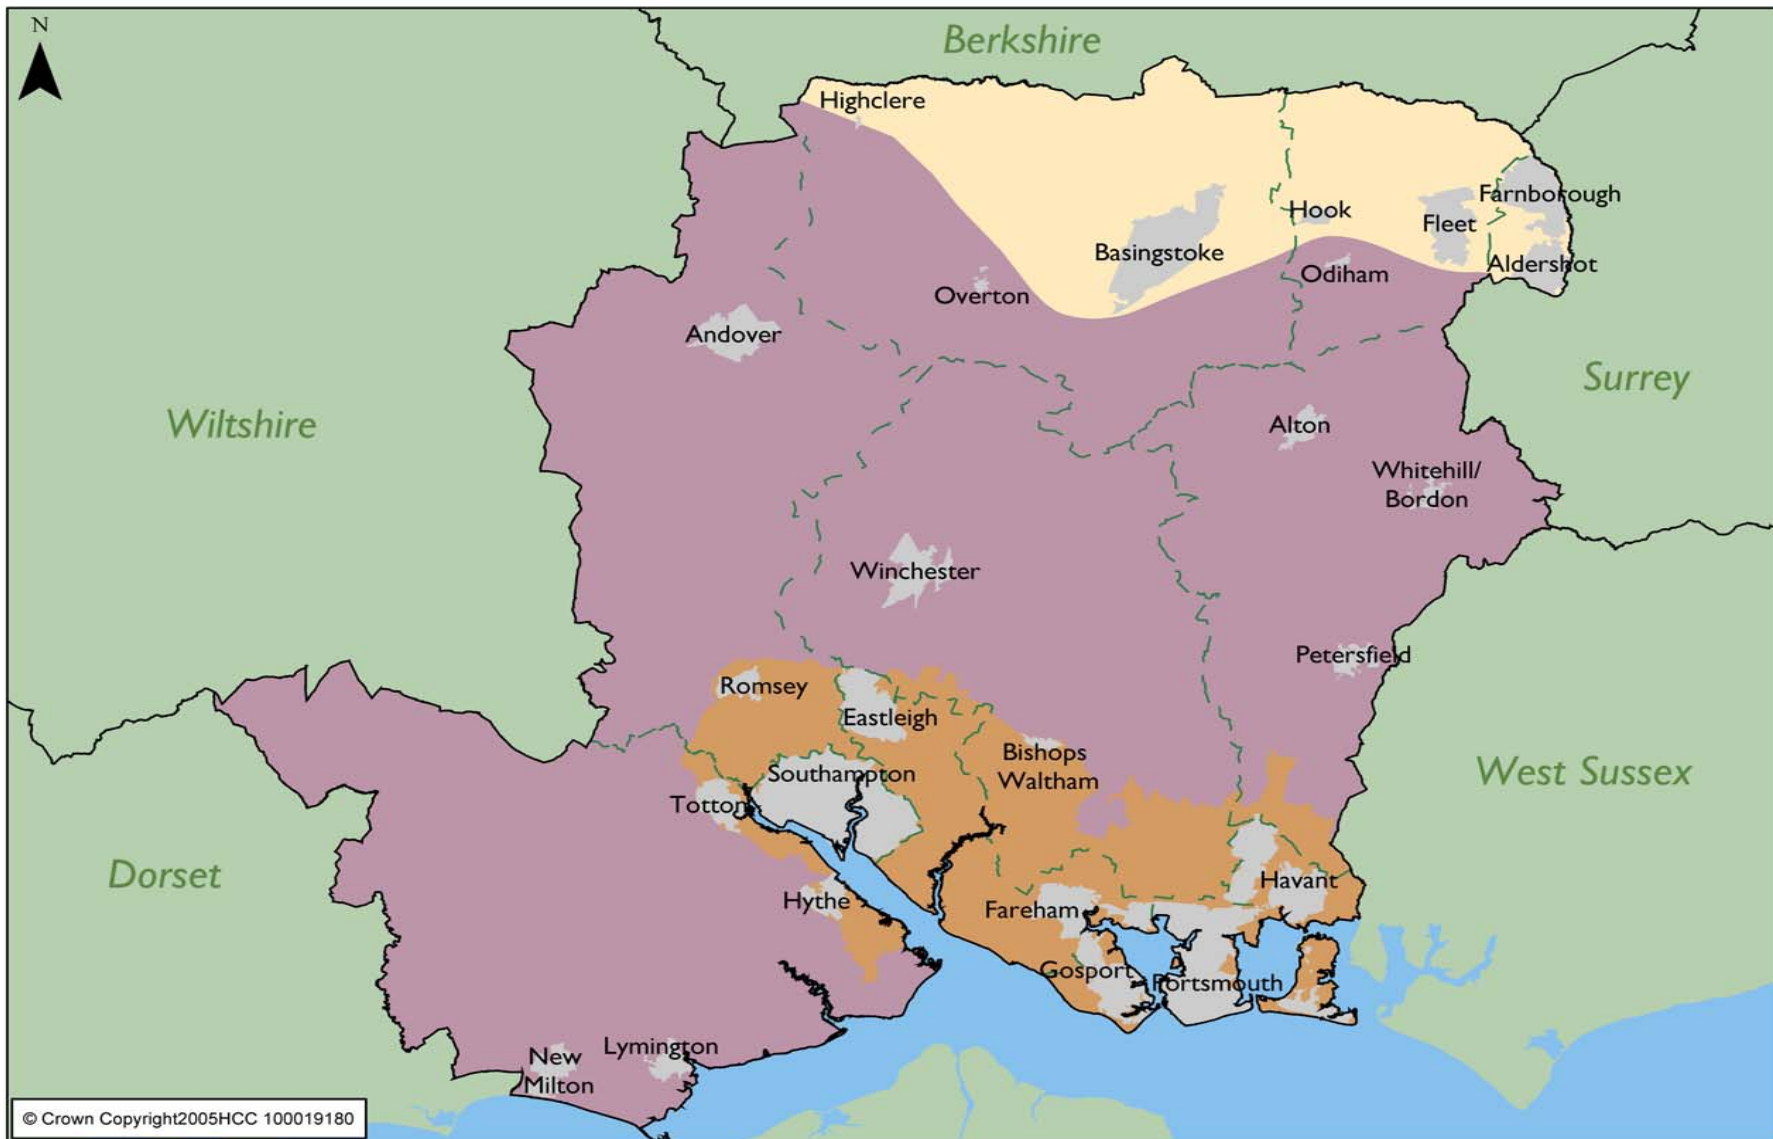 N
Berkshire
Highclere
Farnborough
Hook
Fleet
Basingstoke
Aldershot
Odiham
Overton
Andover
Surrey
Wiltshire
Alton
Whitehill/
Bordon
Winchester
Petersfield
Romsey
Eastleigh
Bishops
Waltham
Southampton
West Sussex
Totton
Dorset
Havant
Hythe
Fareham
Gosport
Portsmouth
Lymington
New
Milton
© Crown Copyright2005HCC 100019180